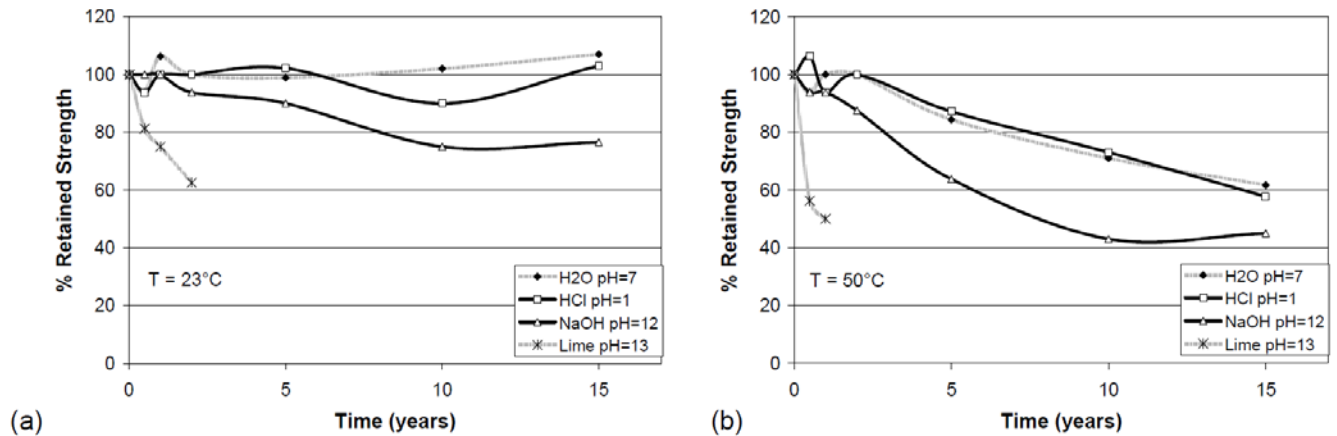 120
100
80
60
40
20
0
% Retained Strength
T = 23°C
H2O pH=7
HCl pH=1
NaOH pH=12
Lime pH=13
0 5 10 15
Time (years)
(a)
120
100
80
60
40
20
0
% Retained Strength
T = 50°C
H2O pH=7
HCl pH=1
NaOH pH=12
Lime pH=13
0 5 10 15
Time (years)
(b)